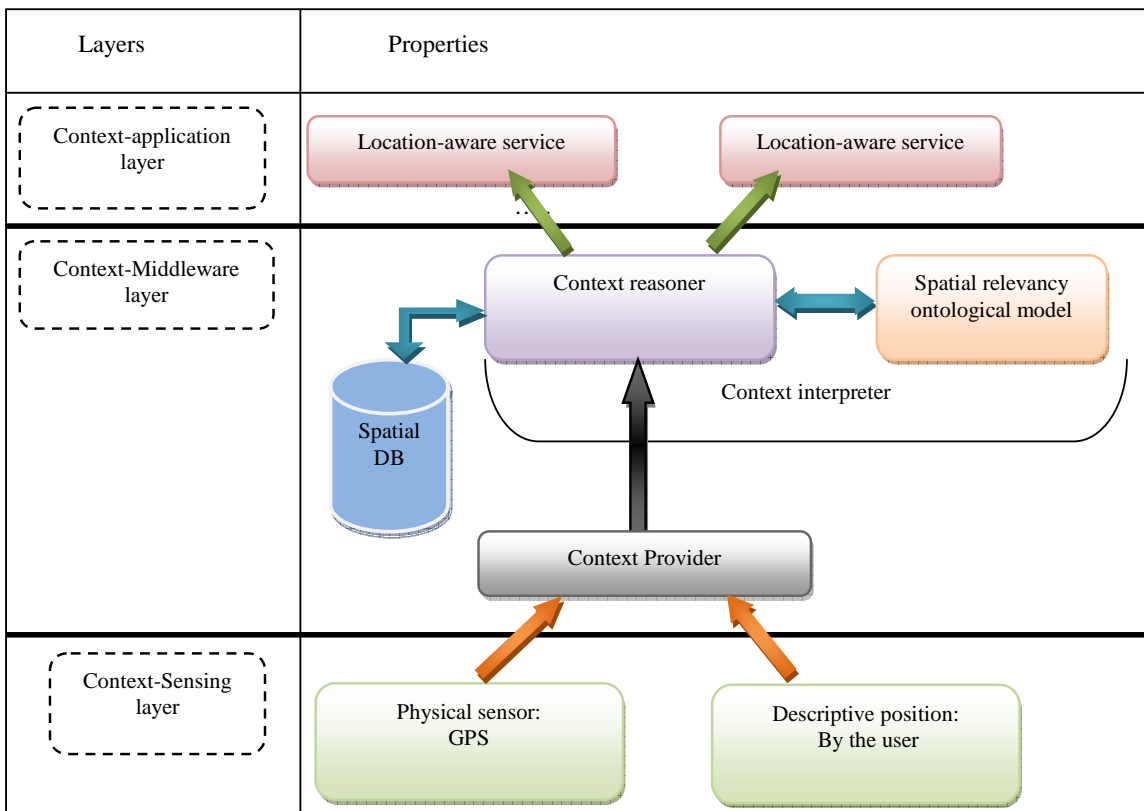 Layers
Properties
Context-application
layer
Location-aware service
Location-aware service
.. ..
Context-Middleware
layer
Context reasoner
Spatial relevancy
ontological model
Context interpreter
Spatial
DB
Context Provider
Context-Sensing
layer
Physical sensor:
GPS
Descriptive position:
By the user